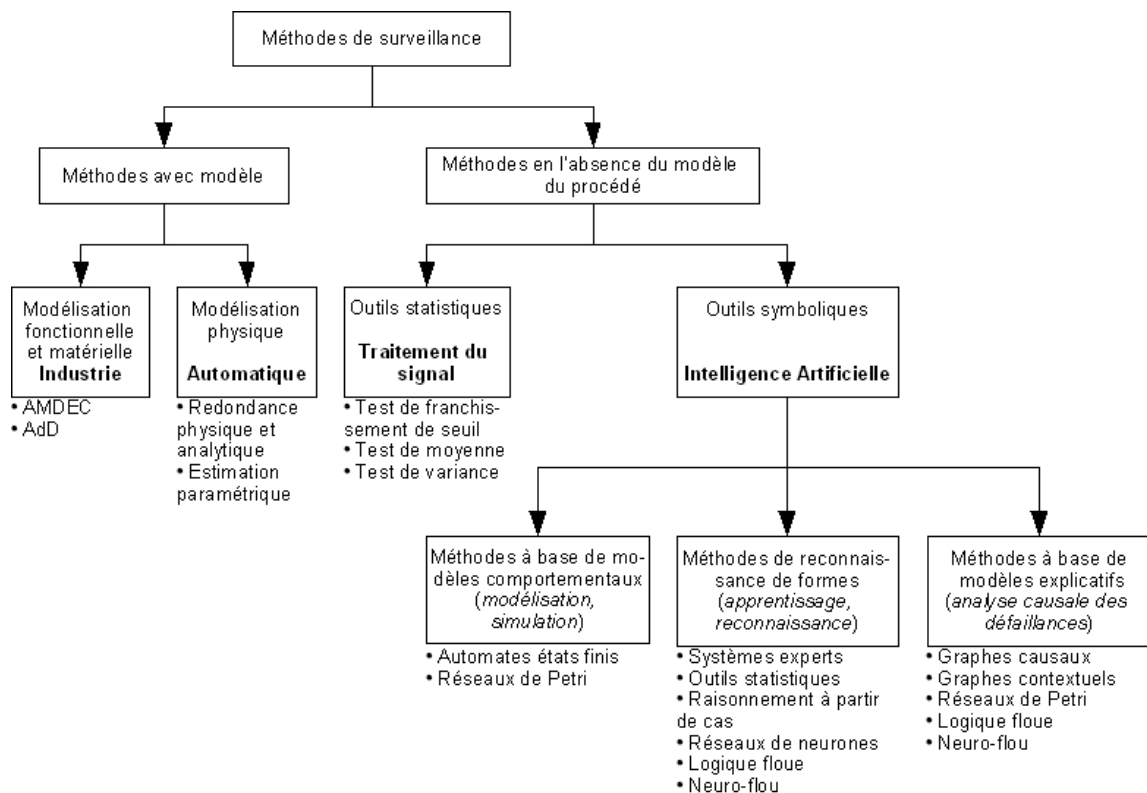 Méthodes de surveillance
Méthodes avec modèle
Méthodes en l'absence du modèle
du procédé
Modélisation
fonctionnelle
et matérielle
Industrie
Modélisation
physique
Automatique
Outils statistiques
Traitement du
signal
Outils symboliques
Intelligence Artificielle
• AMDEC
• AdD
• Redondance
physique et
analytique
• Estimation
paramétrique
• Test de franchis-
sement de seuil
• Test de moyenne
• Test de variance
Méthodes à base de mo-
dèles comportementaux
(modélisation,
simulation)
Méthodes de reconnais-
sance de formes
(apprentissage,
reconnaissance)
Méthodes à base de
modèles explicatifs
(analyse causale des
défaillances)
• Automates états finis
• Réseaux de Petri
• Systèmes experts
• Outils statistiques
• Raisonnement à partir
de cas
• Réseaux de neurones
• Logique floue
• Neuro-flou
• Graphes causaux
• Graphes contextuels
• Réseaux de Petri
• Logique floue
• Neuro-flou